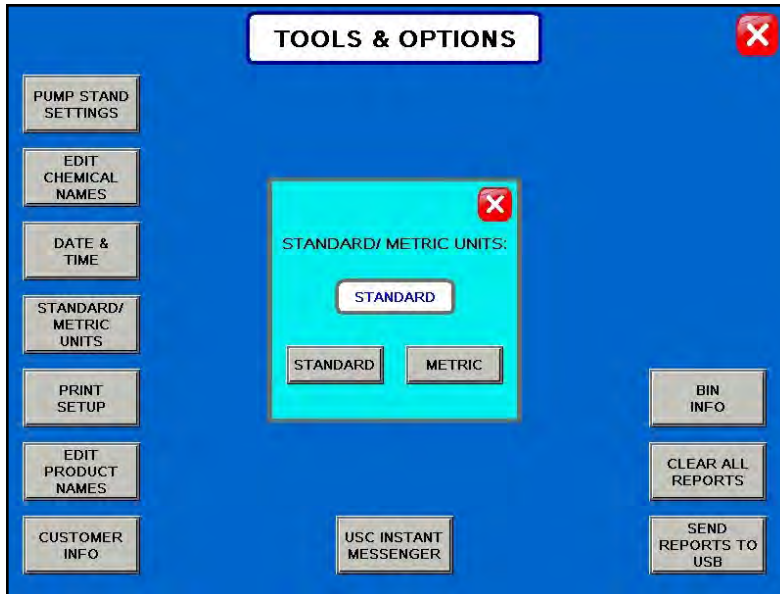 TOOLS & OPTIONS
PUMP STAND
SETTINGS
EDIT
CHEMICAL
NAMES
DATE &
TIME
STANDARD/
METRIC
UNITS
PRINT
SETUP
EDIT
PRODUCT
NAMES
CUSTOMER
INFO
STANDARD/ METRIC UNITS:
STANDARD
STANDARD
METRIC
USC INSTANT
MESSENGER
BIN
INFO
CLEAR ALL
REPORTS
SEND
REPORTS TO
USB